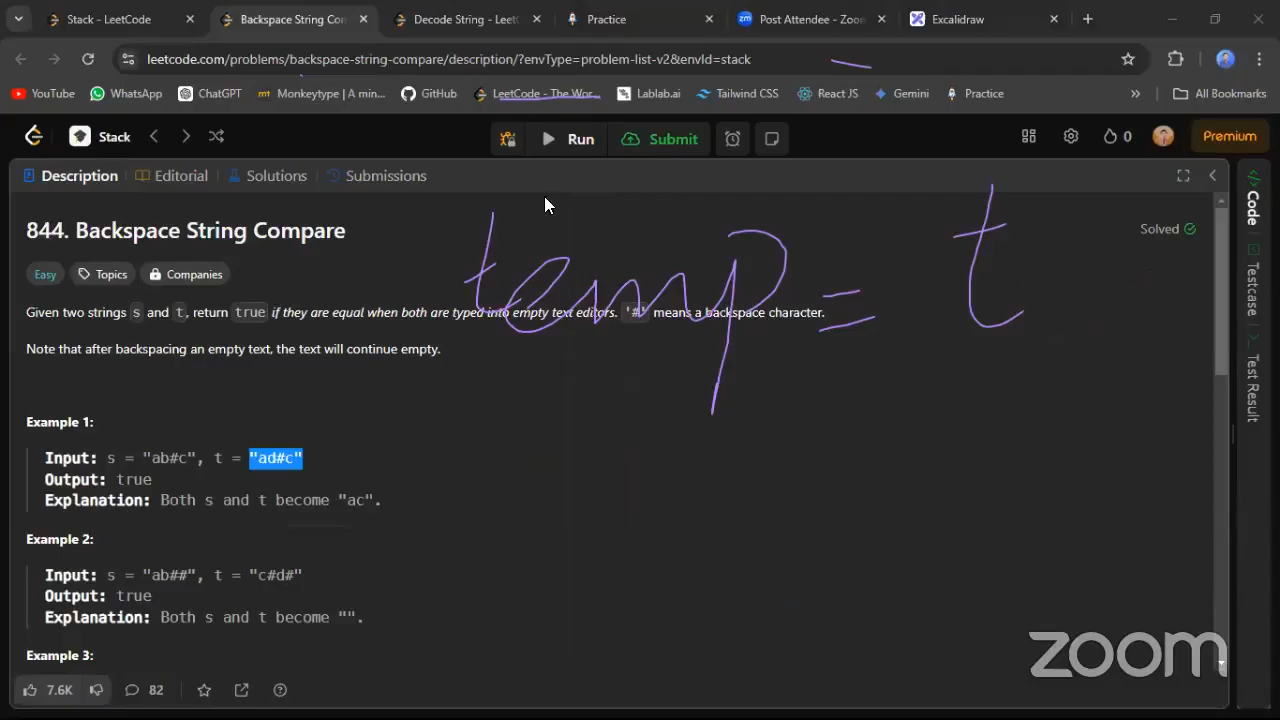 Stack - LeetCode
Backspace String Com
Decode String - LeetC
Practice
zm
Post Attendee - Zoom
Excalidraw
leetcode.com/problems/backspace-string-compare/description/?envType=problem-list-v2&envId=stack
YouTube
WhatsApp
ChatGPT
mt
Monkeytype | A min...
GitHub
LeetCode - The Wor...
Lablab.ai
Tailwind CSS
React JS
Gemini
Practice
All Bookmarks
Stack
Run
Submit
0
Premium
Description
Editorial
Solutions
Submissions
Code
Testcase
Test Result
844. Backspace String Compare
Solved
Easy
Topics
Companies
temp = t
Given two strings s and t, return true if they are equal when both are typed into empty text editors. '#' means a backspace character.
Note that after backspacing an empty text, the text will continue empty.
Example 1:
Input: s = "ab#c", t = "ad#c"
Output: true
Explanation: Both s and t become "ac".
Example 2:
Input: s = "ab##", t = "c#d#"
Output: true
Explanation: Both s and t become "".
Example 3:
7.6K
82
zoom